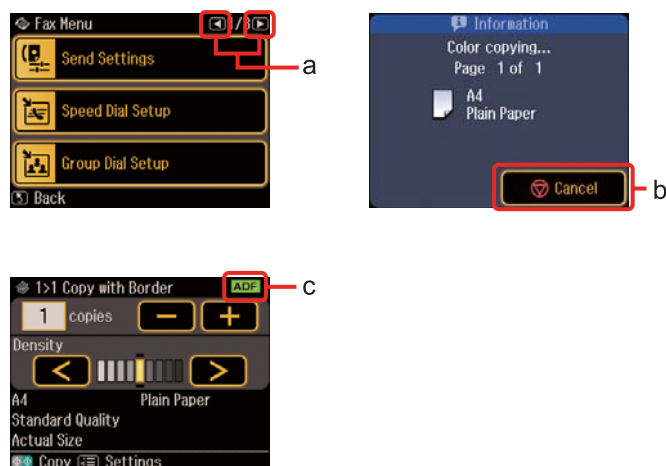 Fax Menu 1/3
Send Settings
Speed Dial Setup
Group Dial Setup
Back
a
Information
Color copying...
Page 1 of 1
A4
Plain Paper
Cancel
b
1>1 Copy with Border ADF
1 copies
Density
A4 Plain Paper
Standard Quality
Actual Size
Copy Settings
c